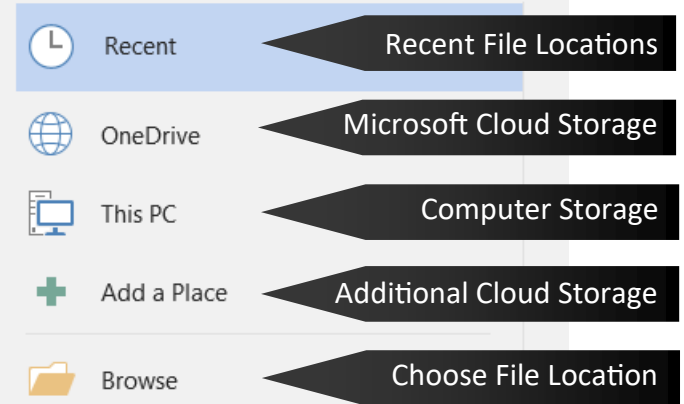 Recent Recent File Locations
OneDrive Microsoft Cloud Storage
This PC Computer Storage
Add a Place Additional Cloud Storage
Browse Choose File Location